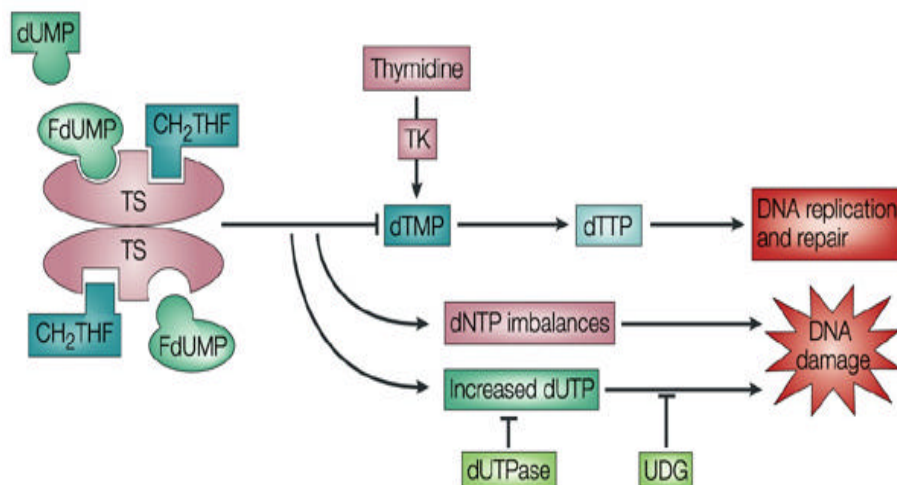 dUMP
Thymidine
FdUMP
CH₂THF
TK
TS
TS
dTMP
dTTP
DNA replication
and repair
CH₂THF
FdUMP
dNTP imbalances
DNA
damage
Increased dUTP
dUTPase
UDG